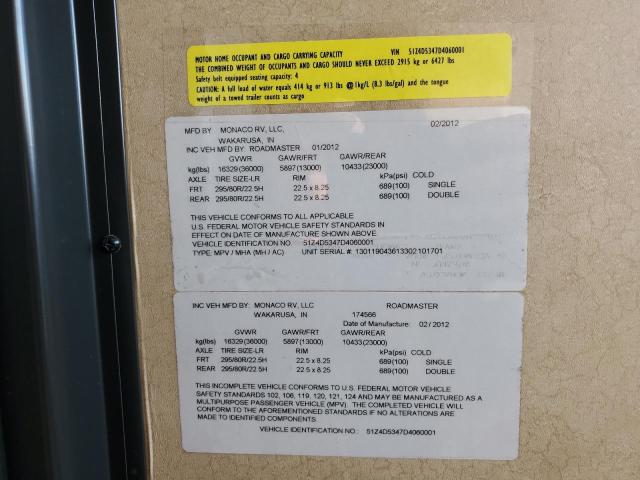 MOTOR HOME OCCUPANT AND CARGO CARRYING CAPACITY VIN 51Z4D5347D4060001
THE COMBINED WEIGHT OF OCCUPANTS AND CARGO SHOULD NEVER EXCEED 2915 kg or 6427 lbs
Safety belt equipped seating capacity: 4
CAUTION: A full load of water equals 414 kg or 913 lbs @ 1kg/L (8.3 lbs/gal) and the tongue
weight of a towed trailer counts as cargo
MFD BY MONACO RV, LLC, 02/2012
WAKARUSA, IN
INC VEH MFD BY: ROADMASTER 01/2012
GVWR GAWR/FRT GAWR/REAR
kg(lbs) 16329(36000) 5897(13000) 10433(23000)
AXLE TIRE SIZE-LR RIM kPa(psi) COLD
FRT 295/80R/22.5H 22.5 x 8.25 689(100) SINGLE
REAR 295/80R/22.5H 22.5 x 8.25 689(100) DOUBLE
THIS VEHICLE CONFORMS TO ALL APPLICABLE
U.S. FEDERAL MOTOR VEHICLE SAFETY STANDARDS IN
EFFECT ON DATE OF MANUFACTURE SHOWN ABOVE.
VEHICLE IDENTIFICATION NUMBER: 51Z4D5347D4060001
TYPE: MPV / MHA (MH / AC) UNIT SERIAL #: 130119043613302101701
INC VEH MFD BY: MONACO RV, LLC ROADMASTER
WAKARUSA, IN 174566
Date of Manufacture: 02/2012
GVWR GAWR/FRT GAWR/REAR
kg(lbs) 16329(36000) 5897(13000) 10433(23000)
AXLE TIRE SIZE-LR RIM kPa(psi) COLD
FRT 295/80R/22.5H 22.5 x 8.25 689(100) SINGLE
REAR 295/80R/22.5H 22.5 x 8.25 689(100) DOUBLE
THIS INCOMPLETE VEHICLE CONFORMS TO U.S. FEDERAL MOTOR VEHICLE
SAFETY STANDARDS 102, 106, 119, 120, 121, 124 AND MAY BE MANUFACTURED AS A
MULTIPURPOSE PASSENGER VEHICLE (MPV). THE COMPLETED VEHICLE WILL
CONFORM TO THE AFOREMENTIONED STANDARDS IF NO ALTERATIONS ARE
MADE TO IDENTIFIED COMPONENTS.
VEHICLE IDENTIFICATION NO.: 51Z4D5347D4060001